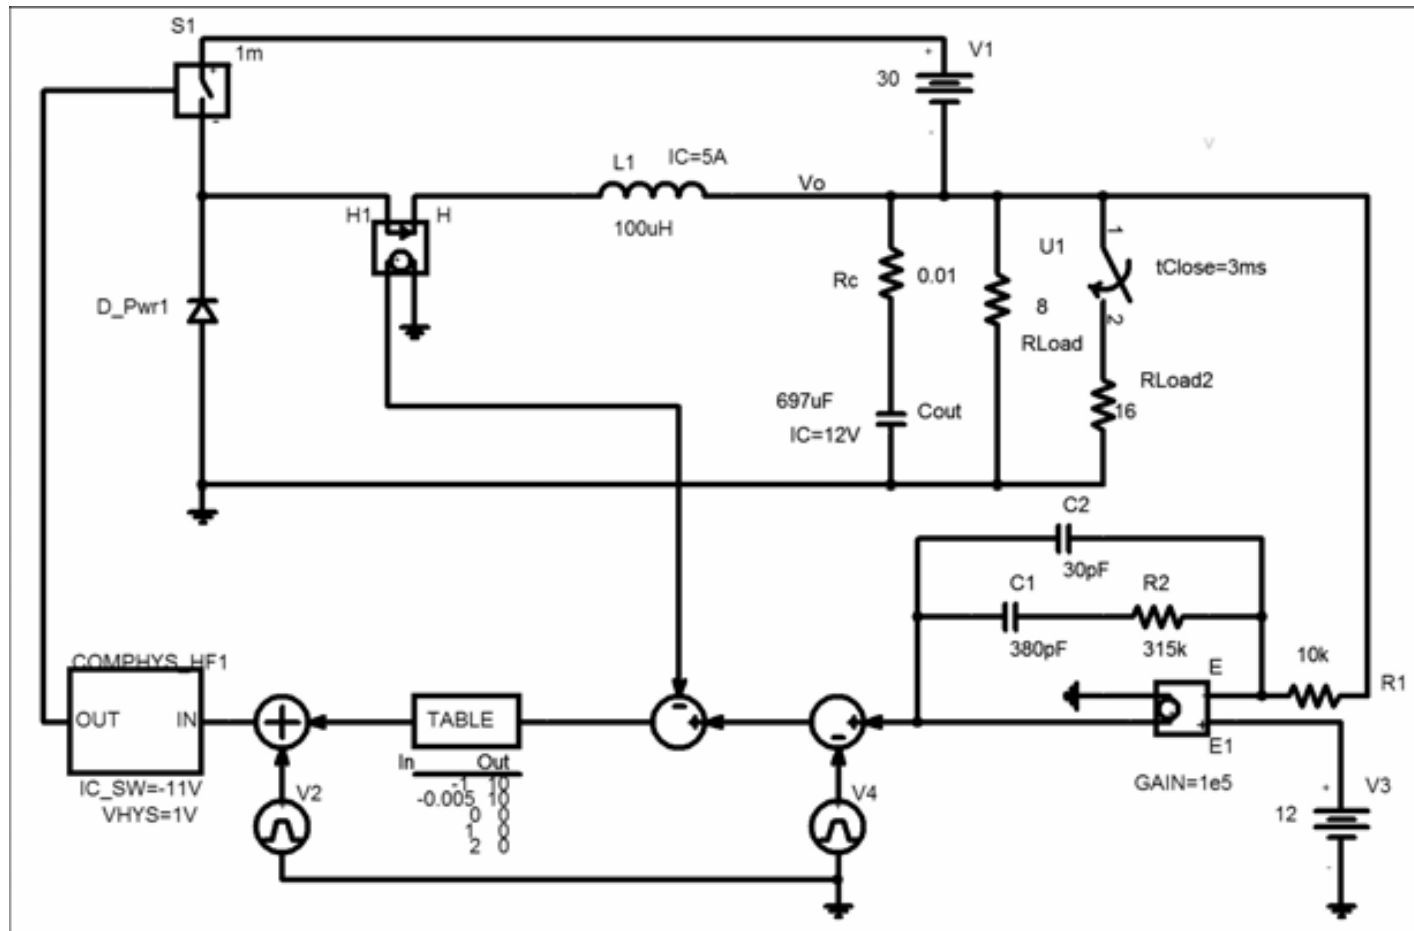 S1
1m
V1
+
30
-
V
L1
IC=5A
Vo
H1
H
100uH
U1
1
tClose=3ms
Rc
0.01
D_Pwr1
8
2
RLoad
RLoad2
697uF
Cout
16
IC=12V
C2
30pF
C1
R2
380pF
315k
10k
COMPHYS_HF1
E
R1
OUT
IN
+
TABLE
-
+
+
-
+
In
Out
E1
IC_SW=-11V
-1 10
GAIN=1e5
V2
-0.005 10
V4
+
V3
VHYS=1V
0 0
12
1 0
2 0
-